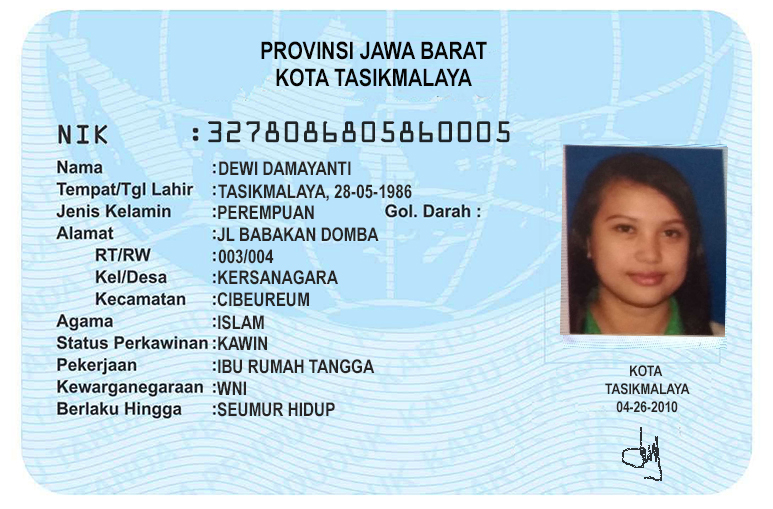 PROVINSI JAWA BARAT
KOTA TASIKMALAYA
NIK :3278086805860005
Nama :DEWI DAMAYANTI
Tempat/Tgl Lahir :TASIKMALAYA, 28-05-1986
Jenis Kelamin :PEREMPUAN Gol. Darah :
Alamat :JL BABAKAN DOMBA
RT/RW :003/004
Kel/Desa :KERSANAGARA
Kecamatan :CIBEUREUM
Agama :ISLAM
Status Perkawinan :KAWIN
Pekerjaan :IBU RUMAH TANGGA
Kewarganegaraan :WNI
Berlaku Hingga :SEUMUR HIDUP
KOTA
TASIKMALAYA
04-26-2010